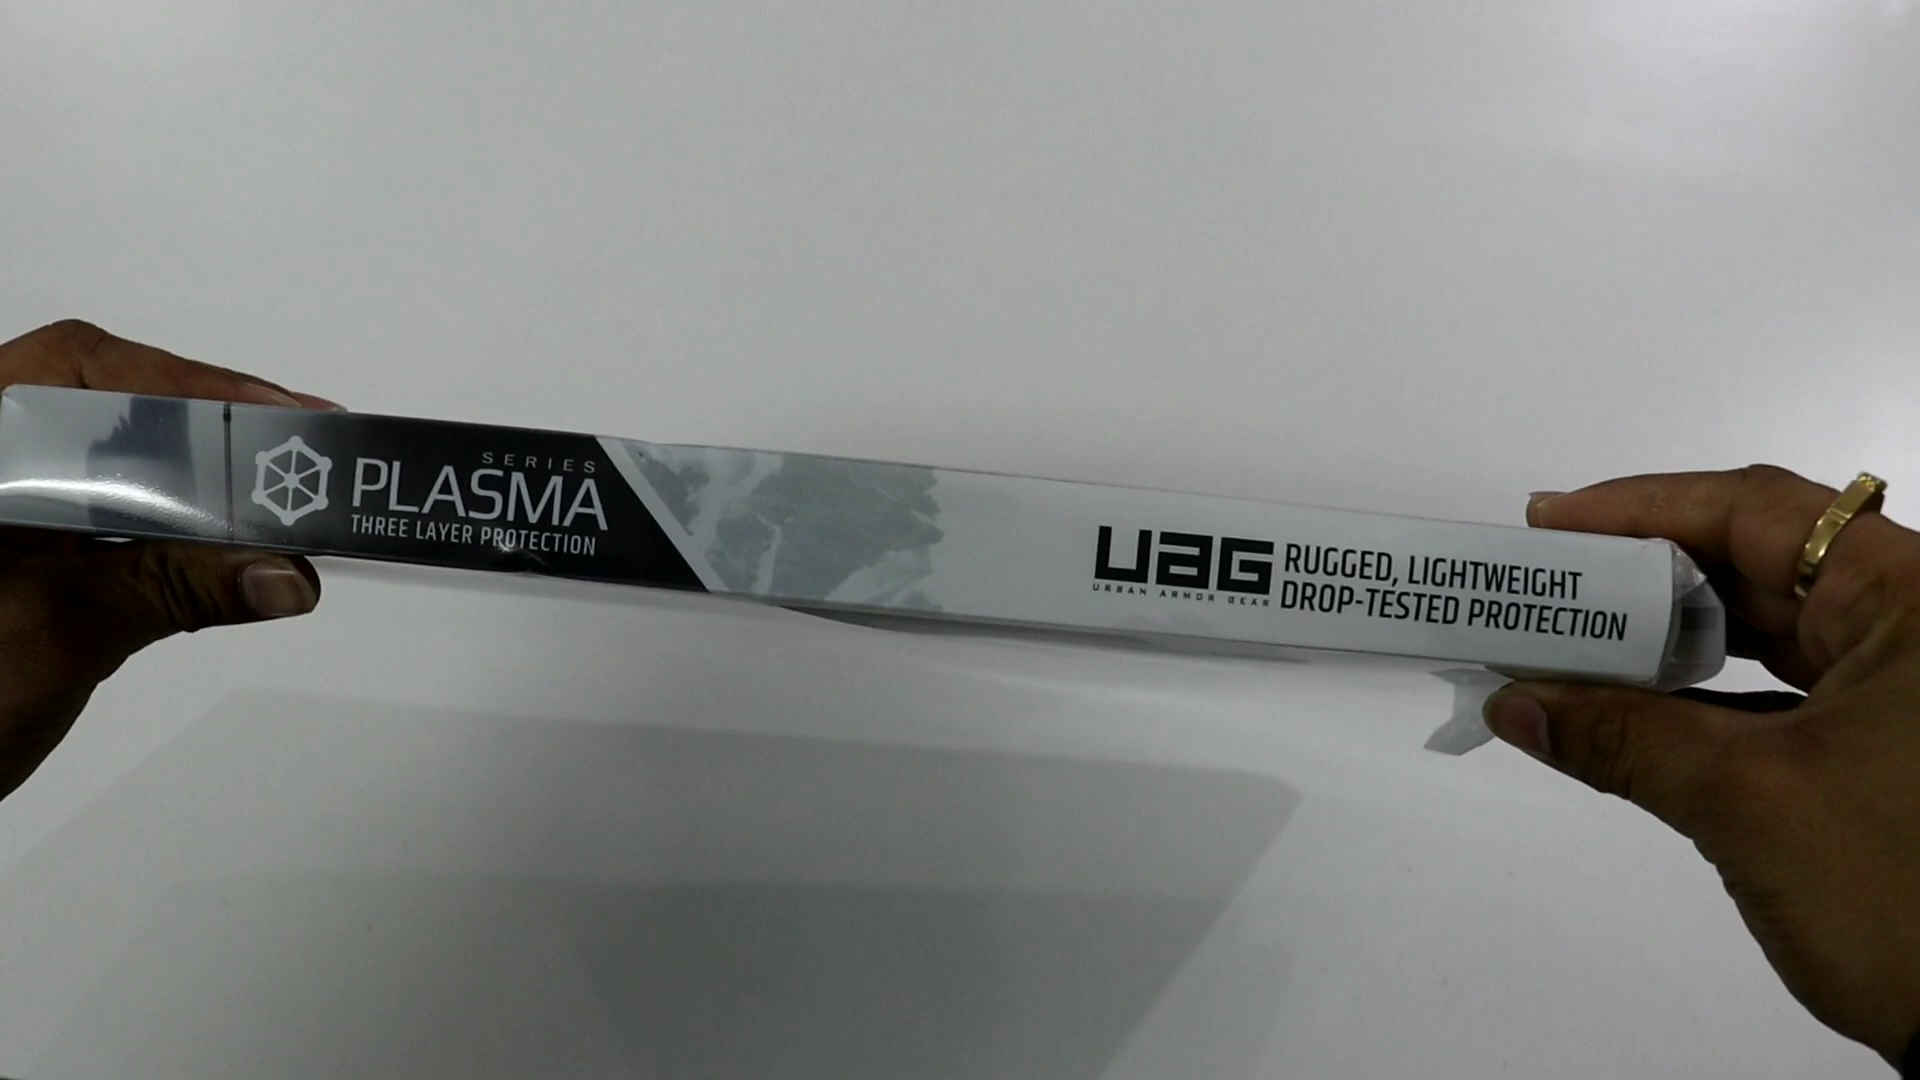 SERIES
PLASMA
THREE LAYER PROTECTION
UAG
URBAN ARMOR GEAR
RUGGED, LIGHTWEIGHT
DROP-TESTED PROTECTION